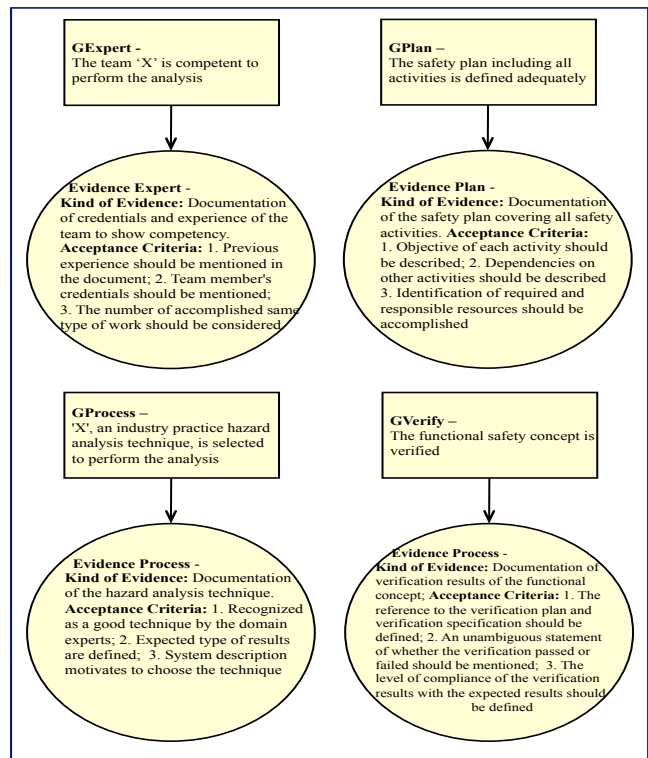 GExpert -
The team ‘X’ is competent to
perform the analysis
GPlan –
The safety plan including all
activities is defined adequately
Evidence Expert -
Kind of Evidence: Documentation
of credentials and experience of the
team to show competency.
Acceptance Criteria: 1. Previous
experience should be mentioned in
the document; 2. Team member's
credentials should be mentioned;
3. The number of accomplished same
type of work should be considered
Evidence Plan -
Kind of Evidence: Documentation
of the safety plan covering all safety
activities. Acceptance Criteria:
1. Objective of each activity should
be described; 2. Dependencies on
other activities should be described
3. Identification of required and
responsible resources should be
accomplished
GProcess –
'X', an industry practice hazard
analysis technique, is selected
to perform the analysis
GVerify –
The functional safety concept is
verified
Evidence Process -
Kind of Evidence: Documentation
of the hazard analysis technique.
Acceptance Criteria: 1. Recognized
as a good technique by the domain
experts; 2. Expected type of results
are defined; 3. System description
motivates to choose the technique
Evidence Process -
Kind of Evidence: Documentation of
verification results of the functional
concept; Acceptance Criteria: 1. The
reference to the verification plan and
verification specification should be
defined; 2. An unambiguous statement
of whether the verification passed or
failed should be mentioned; 3. The
level of compliance of the verification
results with the expected results should
be defined